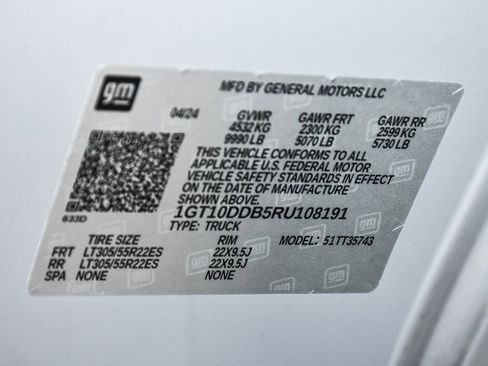 gm
MFD BY GENERAL MOTORS LLC
04/24 GVWR GAWR FRT GAWR RR
4532 KG 2300 KG 2599 KG
9990 LB 5070 LB 5730 LB
THIS VEHICLE CONFORMS TO ALL
APPLICABLE U.S. FEDERAL MOTOR
VEHICLE SAFETY STANDARDS IN EFFECT
ON THE DATE OF MANUFACTURE
SHOWN ABOVE.
633D 1GT10DDB5RU108191
TYPE: TRUCK
TIRE SIZE RIM MODEL: 51TT35743
FRT LT305/55R22ES 22X9.5J
RR LT305/55R22ES 22X9.5J
SPA NONE NONE